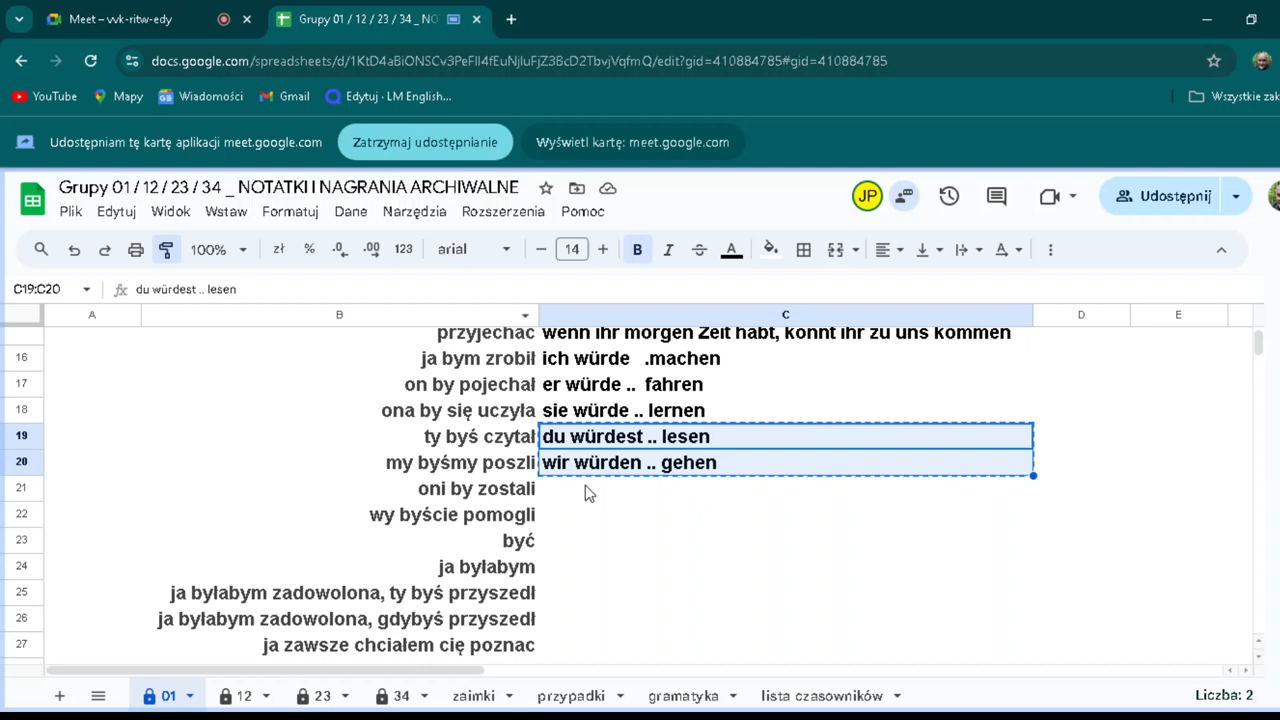 Meet – vvk-ritw-edy
Grupy 01 / 12 / 23 / 34 _ NO
docs.google.com/spreadsheets/d/1KtD4aBiONSCv3PeFlI4fEuNjluFjZ3BcD2TbvjVqfmQ/edit?gid=410884785#gid=410884785
YouTube Mapy Wiadomości Gmail Edytuj · LM English... Wszystkie zak
Udostępniam tę kartę aplikacji meet.google.com Zatrzymaj udostępnianie Wyświetl kartę: meet.google.com
Grupy 01 / 12 / 23 / 34 _ NOTATKI I NAGRANIA ARCHIWALNE
JP
Udostępnij
Plik Edytuj Widok Wstaw Formatuj Dane Narzędzia Rozszerzenia Pomoc
100% zł % .0 .00 123 arial 14 B I A
C19:C20 fx du würdest .. lesen
A B C D E
przyjechać wenn ihr morgen Zeit habt, könnt ihr zu uns kommen
16 ja bym zrobił ich würde .machen
17 on by pojechał er würde .. fahren
18 ona by się uczyła sie würde .. lernen
19 ty byś czytał du würdest .. lesen
20 my byśmy poszli wir würden .. gehen
21 oni by zostali
22 wy byście pomogli
23 być
24 ja byłabym
25 ja byłabym zadowolona, ty byś przyszedł
26 ja byłabym zadowolona, gdybyś przyszedł
27 ja zawsze chciałem cię poznac
01 12 23 34 zaimki przypadki gramatyka lista czasowników Liczba: 2